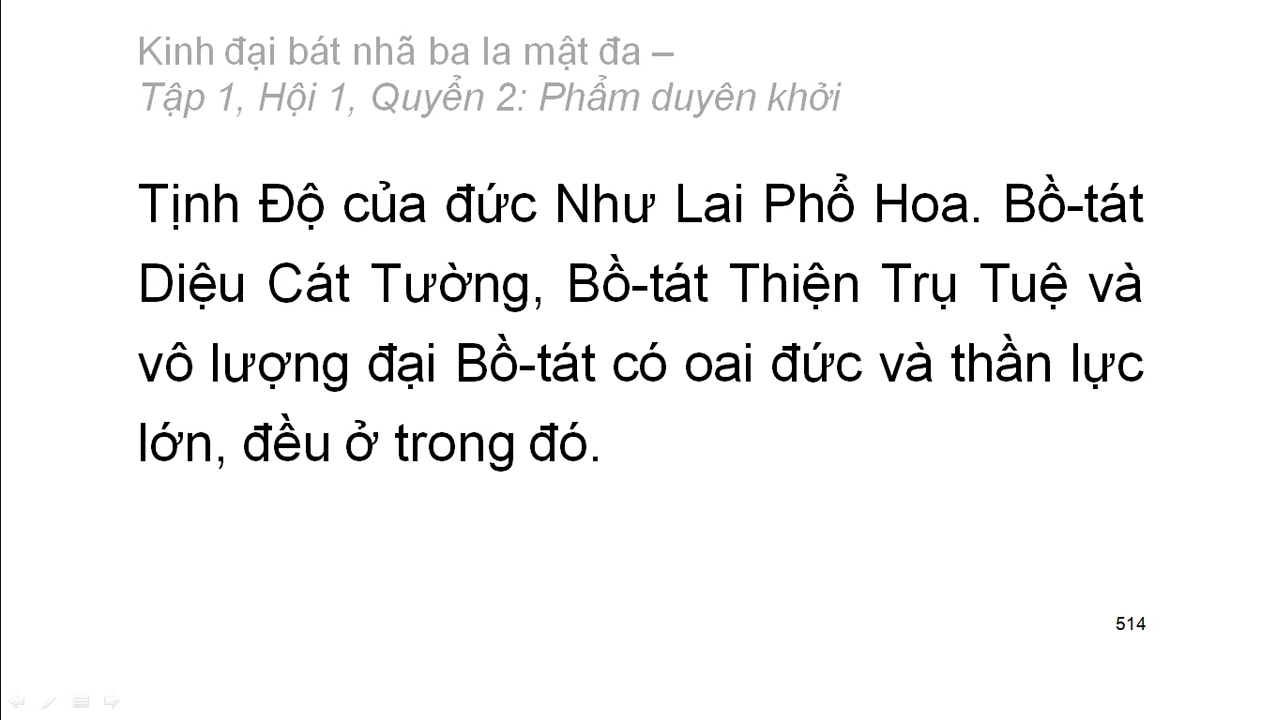 Kinh đại bát nhã ba la mật đa –
Tập 1, Hội 1, Quyển 2: Phẩm duyên khởi
Tịnh Độ của đức Như Lai Phổ Hoa. Bồ-tát
Diệu Cát Tường, Bồ-tát Thiện Trụ Tuệ và
vô lượng đại Bồ-tát có oai đức và thần lực
lớn, đều ở trong đó.
514